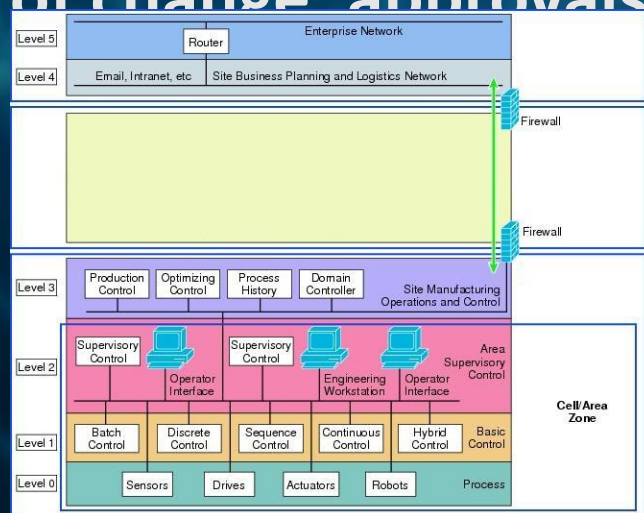 of change, approvals
Level 5
Enterprise Network
Router
Level 4
Email, Intranet, etc
Site Business Planning and Logistics Network
Firewall
Firewall
Level 3
Production
Control
Optimizing
Control
Process
History
Domain
Controller
Site Manufacturing
Operations and Control
Level 2
Supervisory
Control
Operator
Interface
Supervisory
Control
Engineering
Workstation
Operator
Interface
Area
Supervisory
Control
Cell/Area
Zone
Level 1
Batch
Control
Discrete
Control
Sequence
Control
Continuous
Control
Hybrid
Control
Basic
Control
Level 0
Sensors
Drives
Actuators
Robots
Process